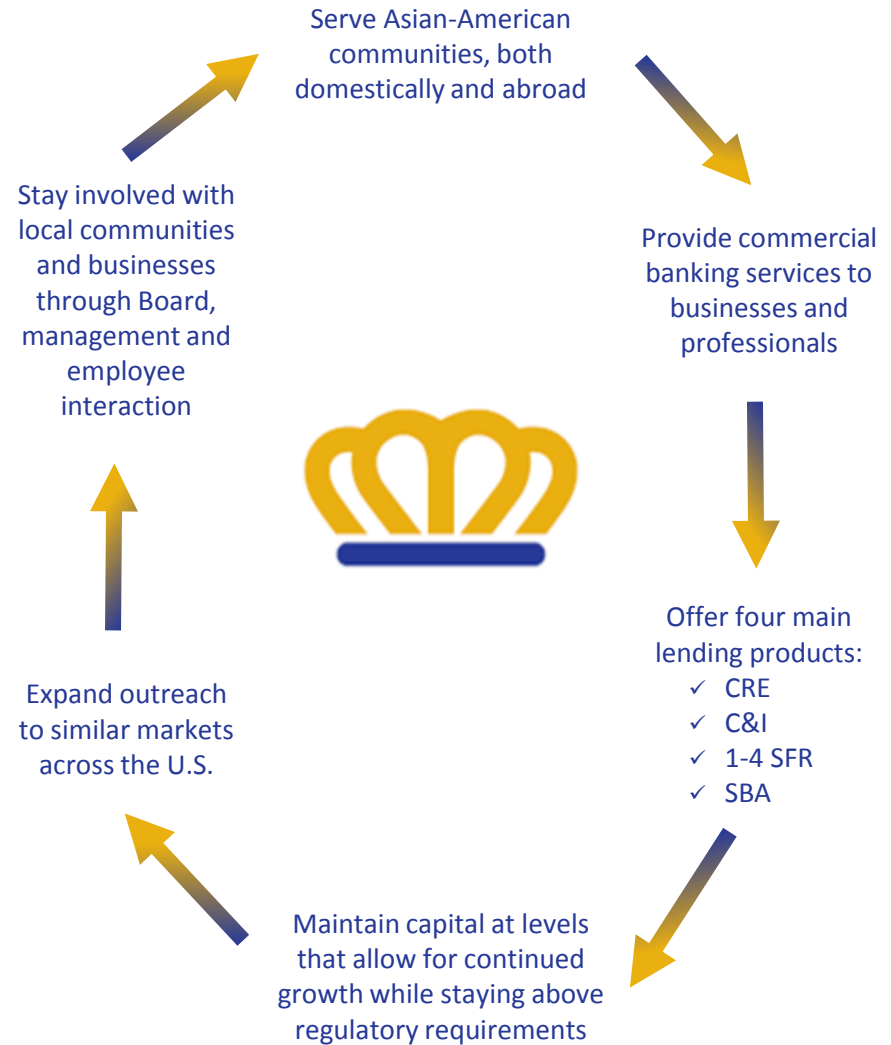 Serve Asian-American
communities, both
domestically and abroad
Provide commercial
banking services to
businesses and
professionals
Offer four main
lending products:
✓ CRE
✓ C&I
✓ 1-4 SFR
✓ SBA
Maintain capital at levels
that allow for continued
growth while staying above
regulatory requirements
Expand outreach
to similar markets
across the U.S.
Stay involved with
local communities
and businesses
through Board,
management and
employee
interaction